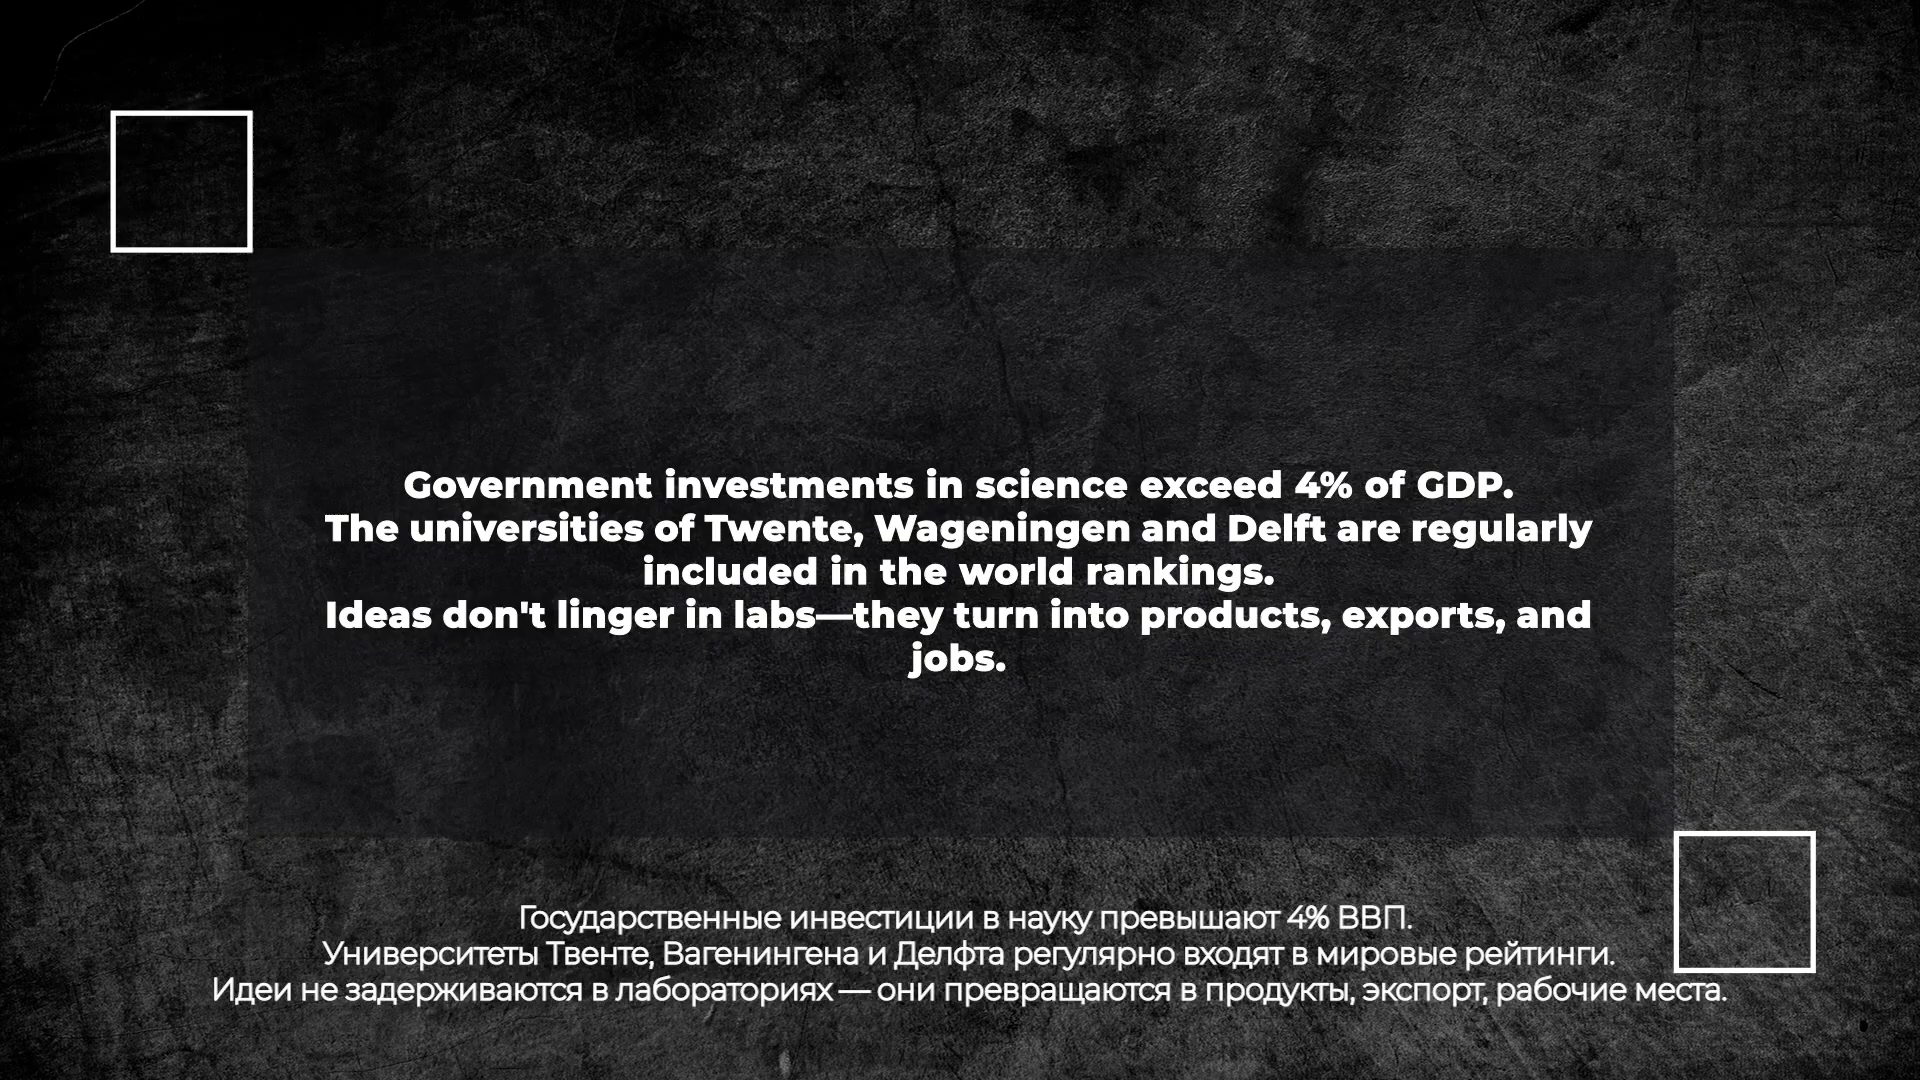 Government investments in science exceed 4% of GDP.
The universities of Twente, Wageningen and Delft are regularly
included in the world rankings.
Ideas don't linger in labs—they turn into products, exports, and
jobs.
Государственные инвестиции в науку превышают 4% ВВП.
Университеты Твенте, Вагенингена и Делфта регулярно входят в мировые рейтинги.
Идеи не задерживаются в лабораториях — они превращаются в продукты, экспорт, рабочие места.